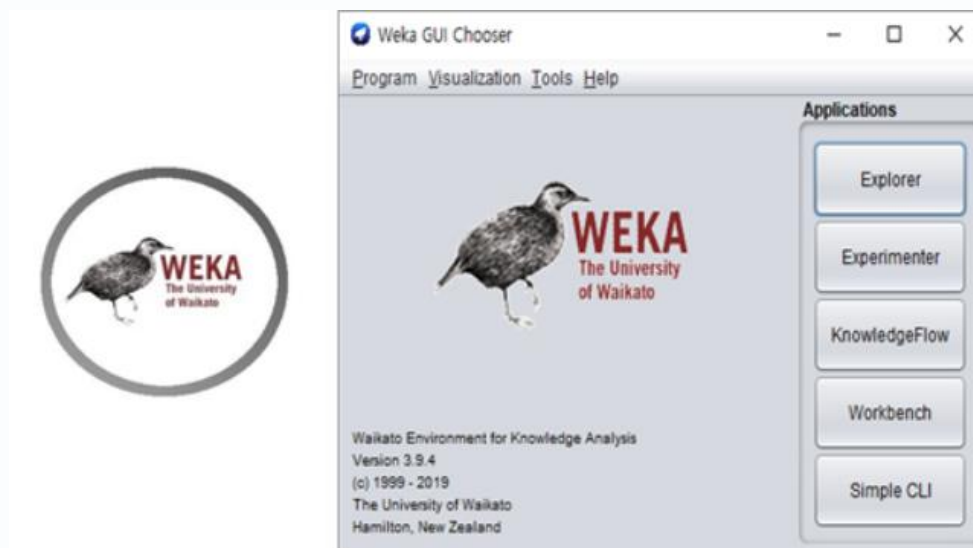 WEKA
The University
of Waikato
Weka GUI Chooser
Program Visualization Tools Help
WEKA
The University
of Waikato
Waikato Environment for Knowledge Analysis
Version 3.9.4
(c) 1999 - 2019
The University of Waikato
Hamilton, New Zealand
Applications
Explorer
Experimenter
KnowledgeFlow
Workbench
Simple CLI